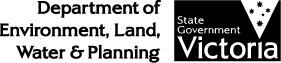 Department of
Environment, Land,
Water & Planning
State
Government
Victoria